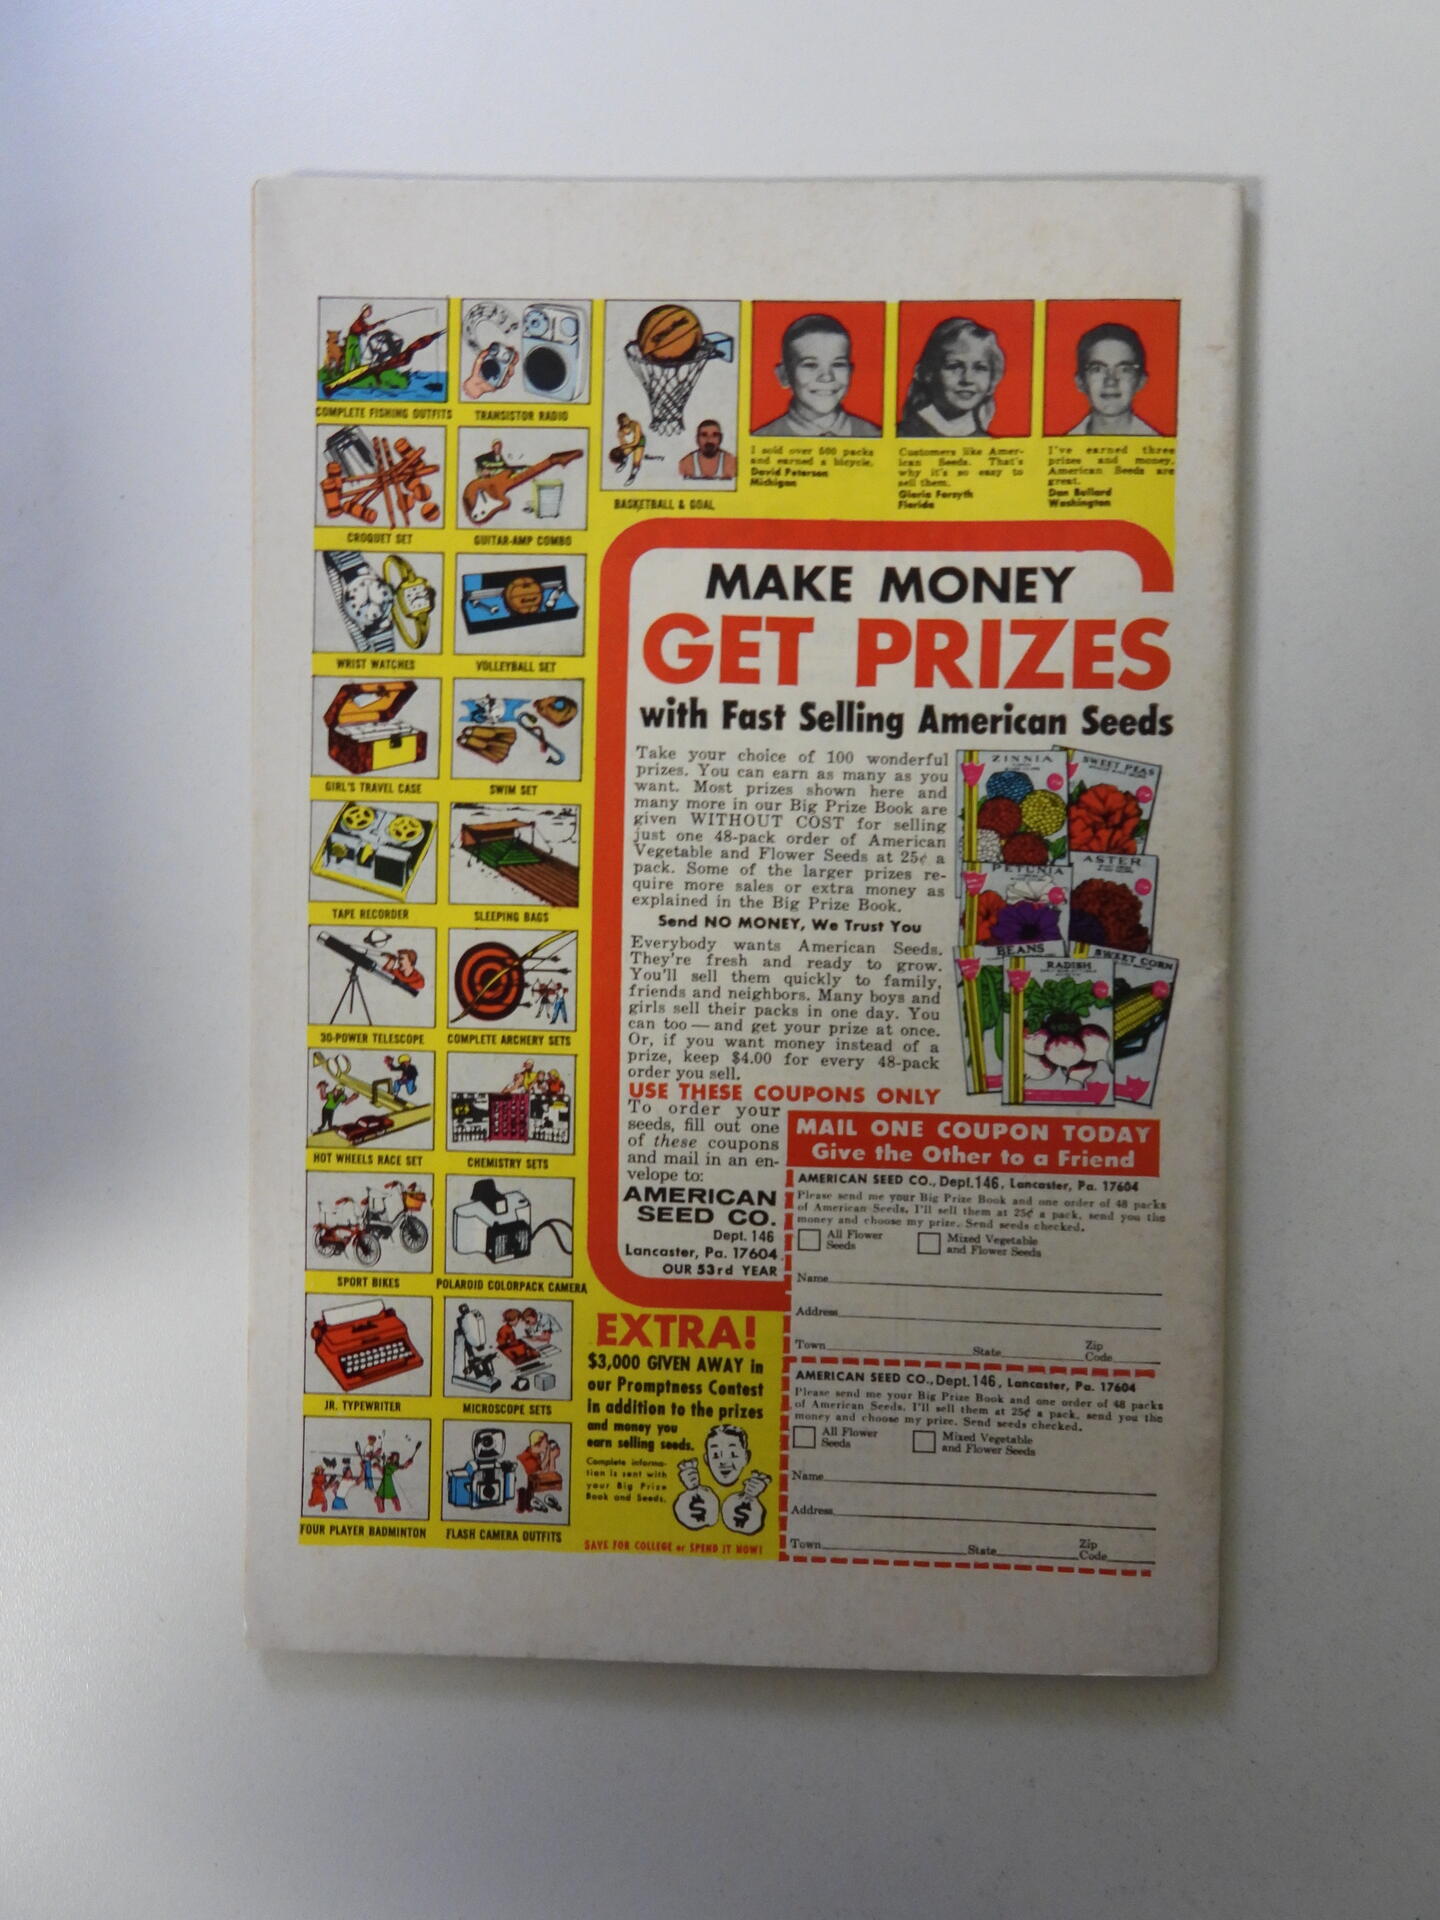 COMPLETE FISHING OUTFITS
TRANSISTOR RADIO
CROQUET SET
GUITAR-AMP COMBO
WRIST WATCHES
VOLLEYBALL SET
GIRL'S TRAVEL CASE
SWIM SET
TAPE RECORDER
SLEEPING BAGS
30-POWER TELESCOPE
COMPLETE ARCHERY SETS
HOT WHEELS RACE SET
CHEMISTRY SETS
SPORT BIKES
POLAROID COLORPACK CAMERA
JR. TYPEWRITER
MICROSCOPE SETS
FOUR PLAYER BADMINTON
FLASH CAMERA OUTFITS
Barry
BASKETBALL & GOAL
I sold over 500 packs
and earned a bicycle.
David Peterson
Michigan
Customers like Amer-
ican Seeds. That's
why it's so easy to
sell them.
Gloria Forsyth
Florida
I've earned three
prizes and money.
American Seeds are
great.
Dan Bullard
Washington
MAKE MONEY
GET PRIZES
with Fast Selling American Seeds
Take your choice of 100 wonderful
prizes. You can earn as many as you
want. Most prizes shown here and
many more in our Big Prize Book are
given WITHOUT COST for selling
just one 48-pack order of American
Vegetable and Flower Seeds at 25¢ a
pack. Some of the larger prizes re-
quire more sales or extra money as
explained in the Big Prize Book.
Send NO MONEY, We Trust You
Everybody wants American Seeds.
They're fresh and ready to grow.
You'll sell them quickly to family,
friends and neighbors. Many boys and
girls sell their packs in one day. You
can too — and get your prize at once.
Or, if you want money instead of a
prize, keep $4.00 for every 48-pack
order you sell.
USE THESE COUPONS ONLY
To order your
seeds, fill out one
of these coupons
and mail in an en-
velope to:
AMERICAN
SEED CO.
Dept. 146
Lancaster, Pa. 17604
OUR 53rd YEAR
ZINNIA
SWEET PEAS
PETUNIA
ASTER
BEANS
RADISH
SWEET CORN
MAIL ONE COUPON TODAY
Give the Other to a Friend
AMERICAN SEED CO., Dept. 146, Lancaster, Pa. 17604
Please send me your Big Prize Book and one order of 48 packs
of American Seeds. I'll sell them at 25¢ a pack, send you the
money and choose my prize. Send seeds checked.
All Flower Seeds
Mixed Vegetable and Flower Seeds
Name
Address
Town State Zip Code
AMERICAN SEED CO., Dept. 146, Lancaster, Pa. 17604
Please send me your Big Prize Book and one order of 48 packs
of American Seeds. I'll sell them at 25¢ a pack, send you the
money and choose my prize. Send seeds checked.
All Flower Seeds
Mixed Vegetable and Flower Seeds
Name
Address
Town State Zip Code
EXTRA!
$3,000 GIVEN AWAY in
our Promptness Contest
in addition to the prizes
and money you
earn selling seeds.
Complete informa-
tion is sent with
your Big Prize
Book and Seeds.
$ $
SAVE FOR COLLEGE or SPEND IT NOW!